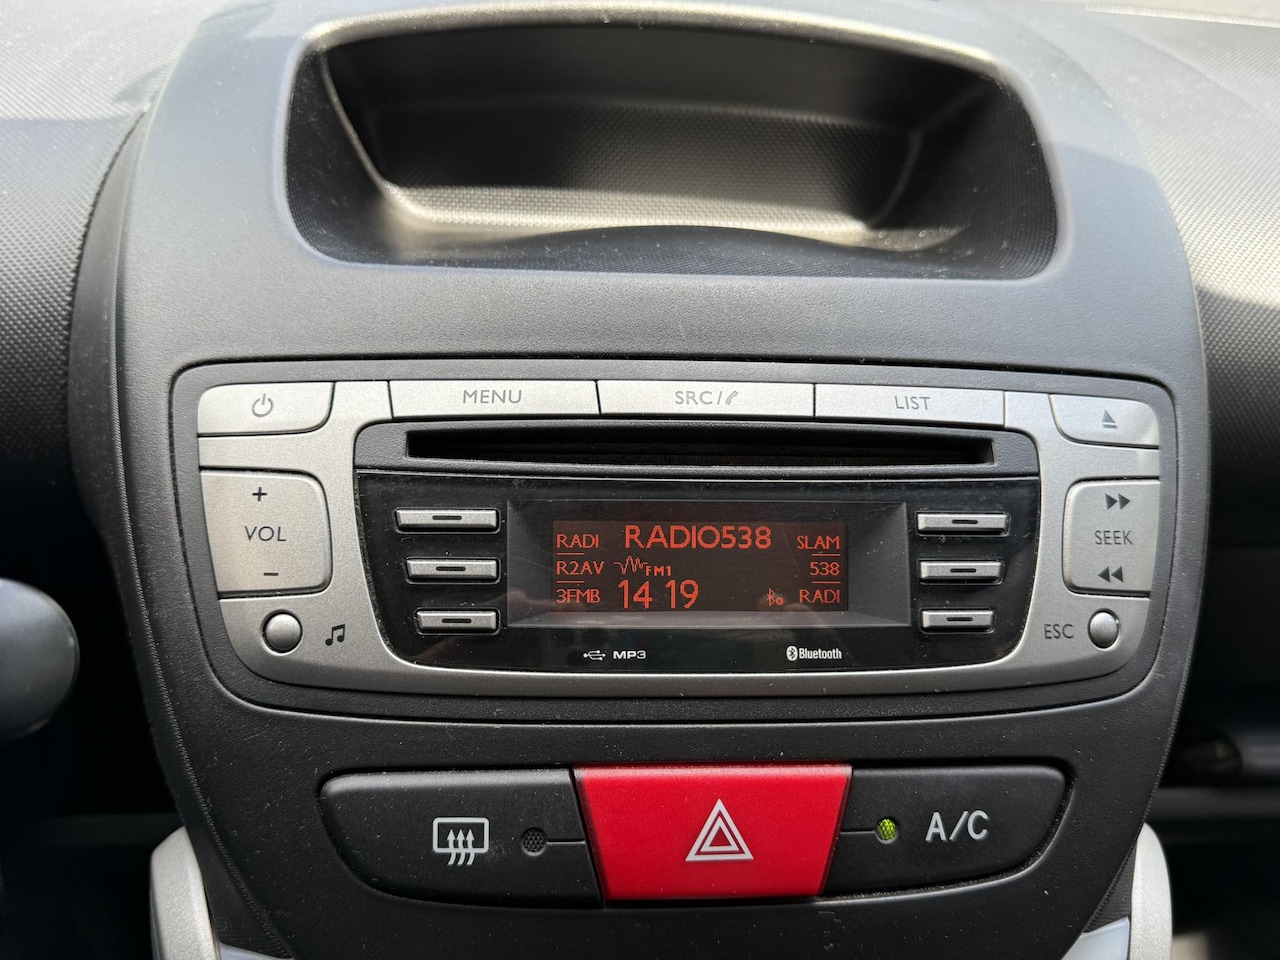 MENU
SRC/
LIST
+
VOL
−
SEEK
ESC
RADI RADIO538 SLAM
R2AV FM1 538
3FMB 14 19 RADI
MP3
Bluetooth
A/C